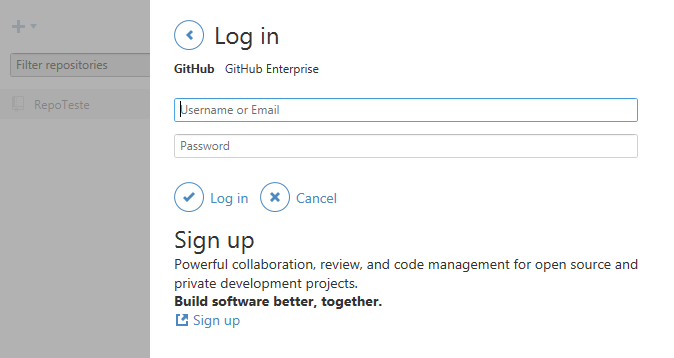 Log in
GitHub GitHub Enterprise
Filter repositories
RepoTeste
Username or Email
Password
Log in Cancel
Sign up
Powerful collaboration, review, and code management for open source and
private development projects.
Build software better, together.
Sign up